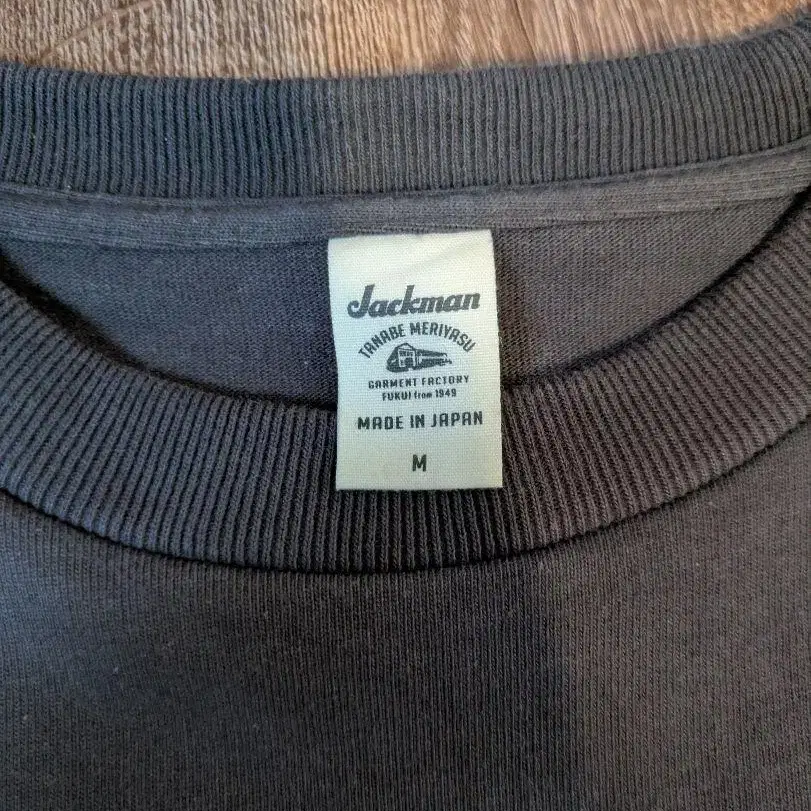 Jackman
TANABE MERIYASU
GARMENT FACTORY
FUKUI from 1949
MADE IN JAPAN
M